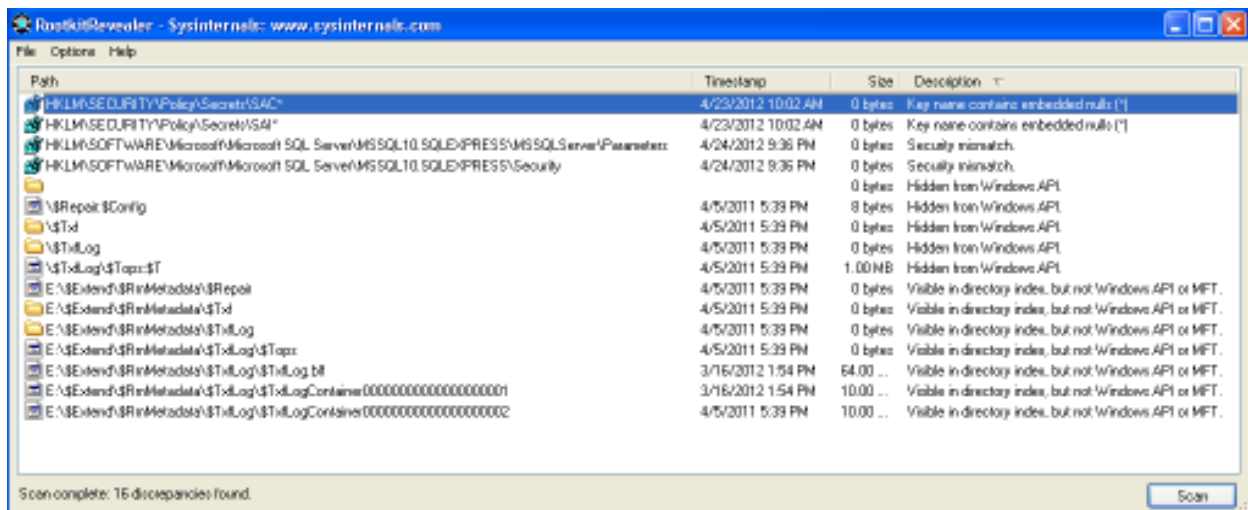 RootkitRevealer - Sysinternals: www.sysinternals.com
File Options Help
Path Timestamp Size Description
HKLM\SECURITY\Policy\Secrets\SAC* 4/23/2012 10:02 AM 0 bytes Key name contains embedded nulls (*)
HKLM\SECURITY\Policy\Secrets\SAI* 4/23/2012 10:02 AM 0 bytes Key name contains embedded nulls (*)
HKLM\SOFTWARE\Microsoft\Microsoft SQL Server\MSSQL10.SQLEXPRESS\MSSQLServer\Parameters 4/24/2012 9:36 PM 0 bytes Security mismatch.
HKLM\SOFTWARE\Microsoft\Microsoft SQL Server\MSSQL10.SQLEXPRESS\Security 4/24/2012 9:36 PM 0 bytes Security mismatch.
0 bytes Hidden from Windows API.
\$Repair:$Config 4/5/2011 5:39 PM 8 bytes Hidden from Windows API.
\$Txf 4/5/2011 5:39 PM 0 bytes Hidden from Windows API.
\$TxfLog 4/5/2011 5:39 PM 0 bytes Hidden from Windows API.
\$TxfLog\$Tops:$T 4/5/2011 5:39 PM 1.00 MB Hidden from Windows API.
E:\$Extend\$RmMetadata\$Repair 4/5/2011 5:39 PM 0 bytes Visible in directory index, but not Windows API or MFT.
E:\$Extend\$RmMetadata\$Txf 4/5/2011 5:39 PM 0 bytes Visible in directory index, but not Windows API or MFT.
E:\$Extend\$RmMetadata\$TxfLog 4/5/2011 5:39 PM 0 bytes Visible in directory index, but not Windows API or MFT.
E:\$Extend\$RmMetadata\$TxfLog\$Tops 4/5/2011 5:39 PM 0 bytes Visible in directory index, but not Windows API or MFT.
E:\$Extend\$RmMetadata\$TxfLog\$TxfLog.blf 3/16/2012 1:54 PM 64.00 ... Visible in directory index, but not Windows API or MFT.
E:\$Extend\$RmMetadata\$TxfLog\$TxfLogContainer00000000000000000001 3/16/2012 1:54 PM 10.00 ... Visible in directory index, but not Windows API or MFT.
E:\$Extend\$RmMetadata\$TxfLog\$TxfLogContainer00000000000000000002 4/5/2011 5:39 PM 10.00 ... Visible in directory index, but not Windows API or MFT.
Scan complete: 16 discrepancies found. Scan